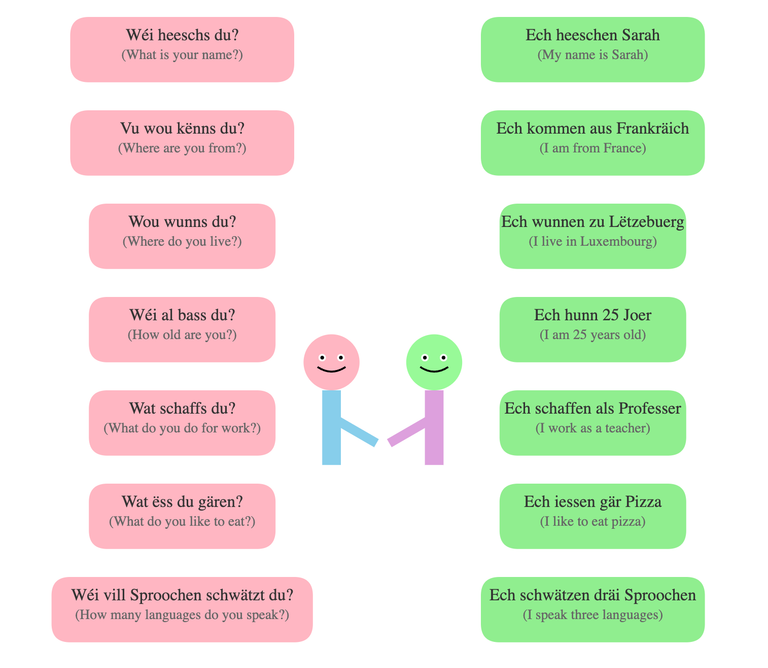 Wéi heeschs du?
(What is your name?)
Ech heeschen Sarah
(My name is Sarah)
Vu wou kënns du?
(Where are you from?)
Ech kommen aus Frankräich
(I am from France)
Wou wunns du?
(Where do you live?)
Ech wunnen zu Lëtzebuerg
(I live in Luxembourg)
Wéi al bass du?
(How old are you?)
Ech hunn 25 Joer
(I am 25 years old)
Wat schaffs du?
(What do you do for work?)
Ech schaffen als Professer
(I work as a teacher)
Wat ëss du gären?
(What do you like to eat?)
Ech iessen gär Pizza
(I like to eat pizza)
Wéi vill Sproochen schwätzt du?
(How many languages do you speak?)
Ech schwätzen dräi Sproochen
(I speak three languages)